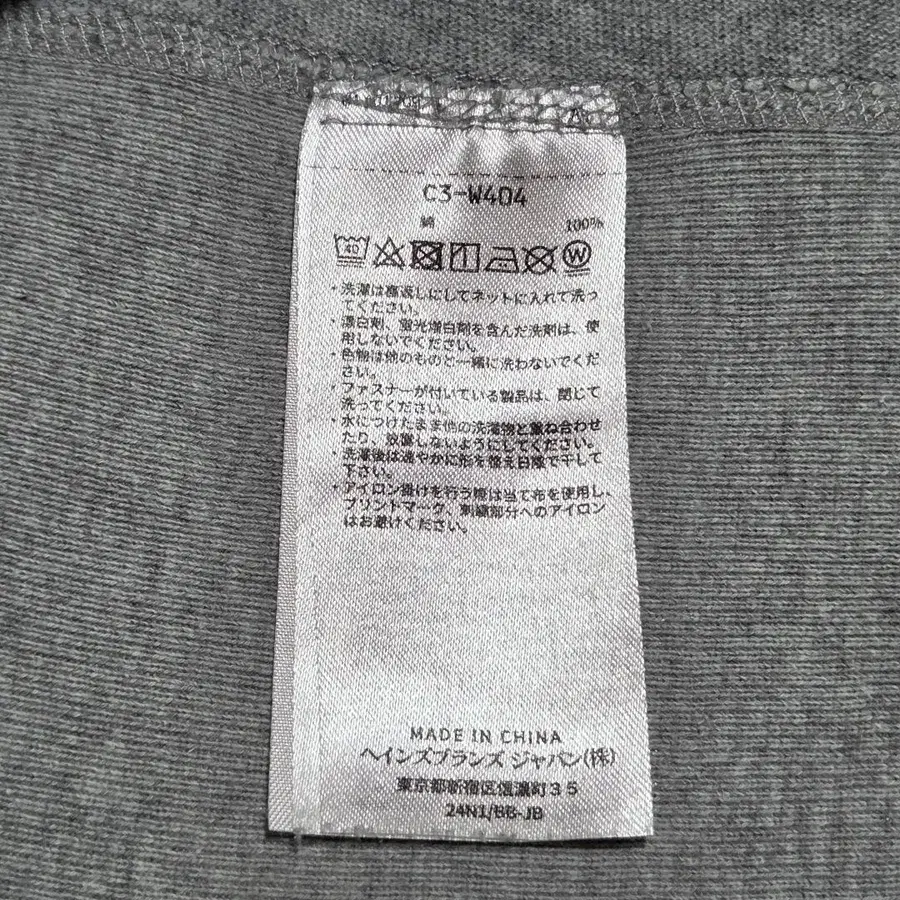 C3-W404
綿 100%
40
W
・洗濯は裏返しにしてネットに入れて洗っ
てください。
・漂白剤、蛍光増白剤を含んだ洗剤は、使
用しないでください。
・色物は他のものと一緒に洗わないでくだ
さい。
・ファスナーが付いている製品は、閉じて
洗ってください。
・水につけたまま他の洗濯物と重ね合わせ
たり、放置しないようにしてください。
・洗濯後は速やかに形を整え日陰で干して
下さい。
・アイロン掛けを行う際は当て布を使用し、
プリントマーク、刺繍部分へのアイロン
はお避けください。
MADE IN CHINA
ヘインズブランズ ジャパン(株)
東京都新宿区信濃町35
24N1/BB-JB